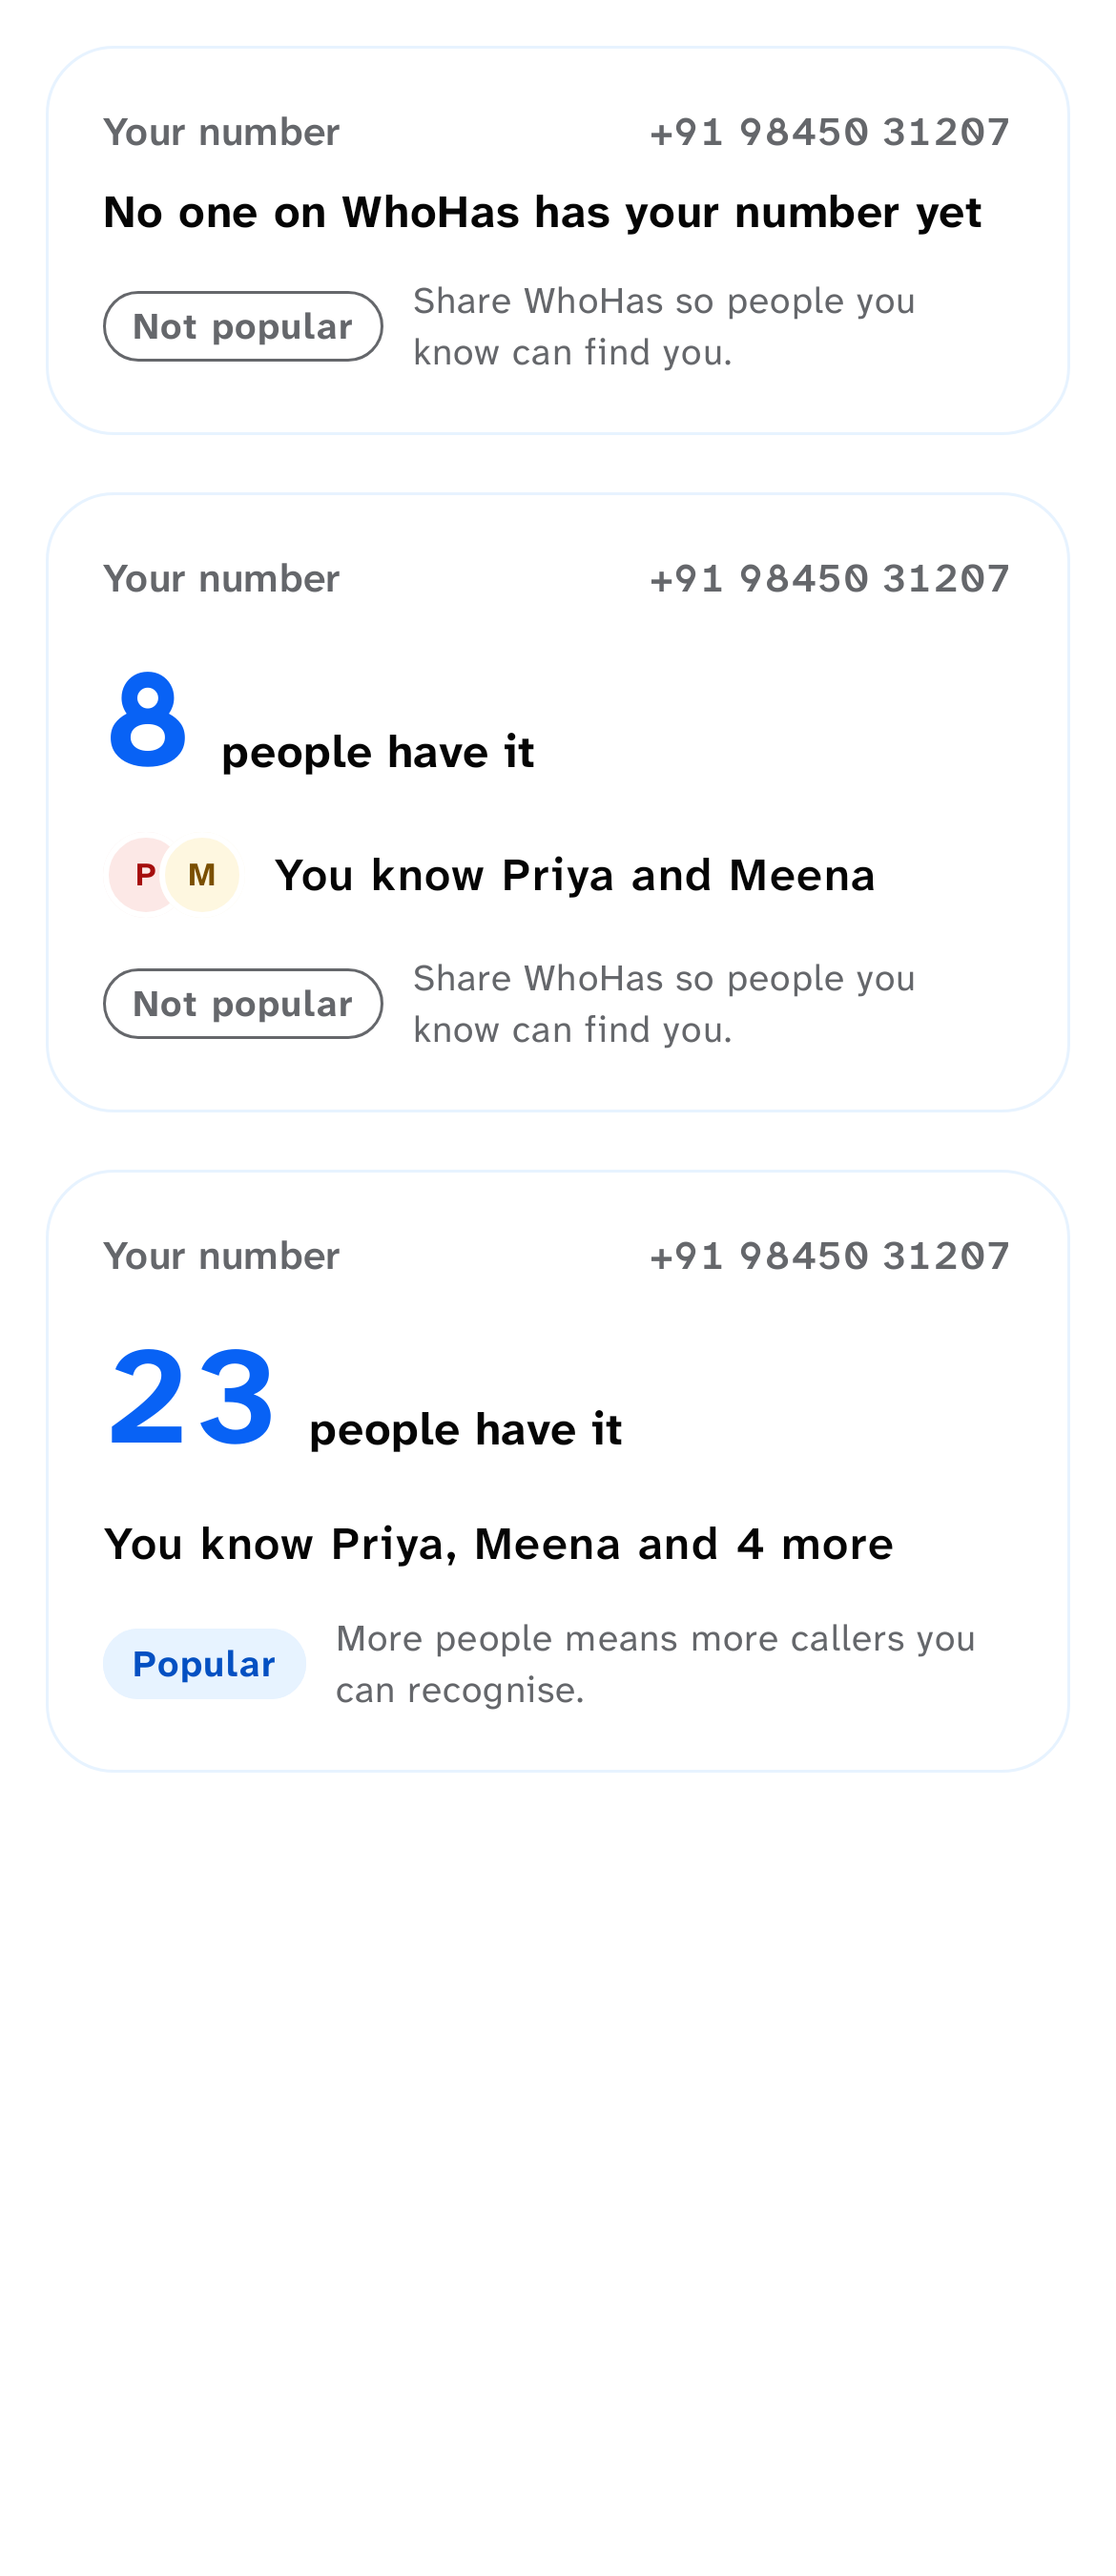 Your number +91 98450 31207
No one on WhoHas has your number yet
Not popular
Share WhoHas so people you
know can find you.
Your number +91 98450 31207
8 people have it
P M You know Priya and Meena
Not popular
Share WhoHas so people you
know can find you.
Your number +91 98450 31207
23 people have it
You know Priya, Meena and 4 more
Popular
More people means more callers you
can recognise.